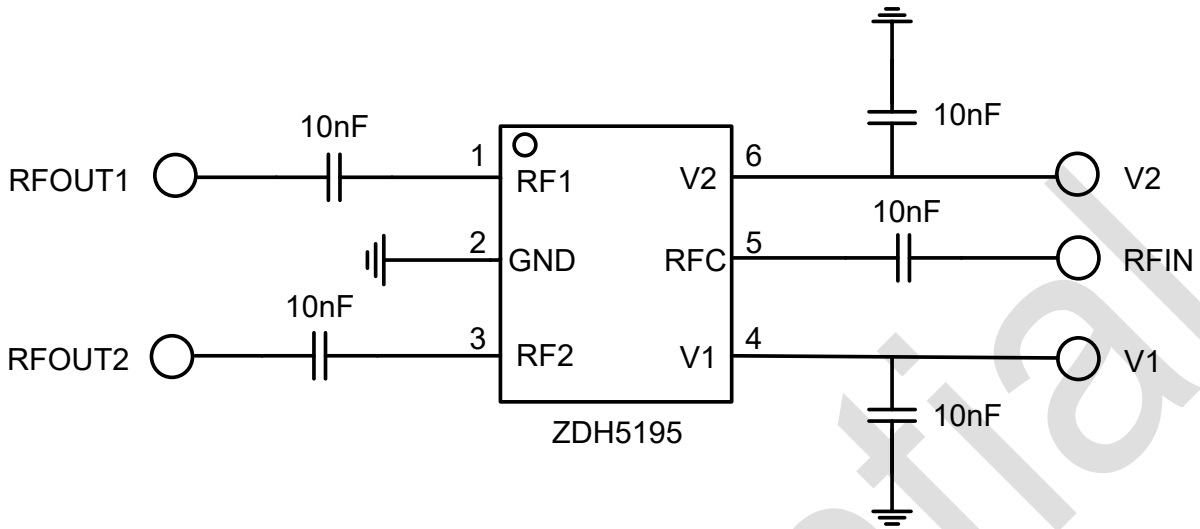 10nF
RFOUT1
1
RF1
2
GND
10nF
RFOUT2
3
RF2
10nF
V2
6
V2
10nF
RFC
5
RFIN
V1
4
V1
10nF
ZDH5195